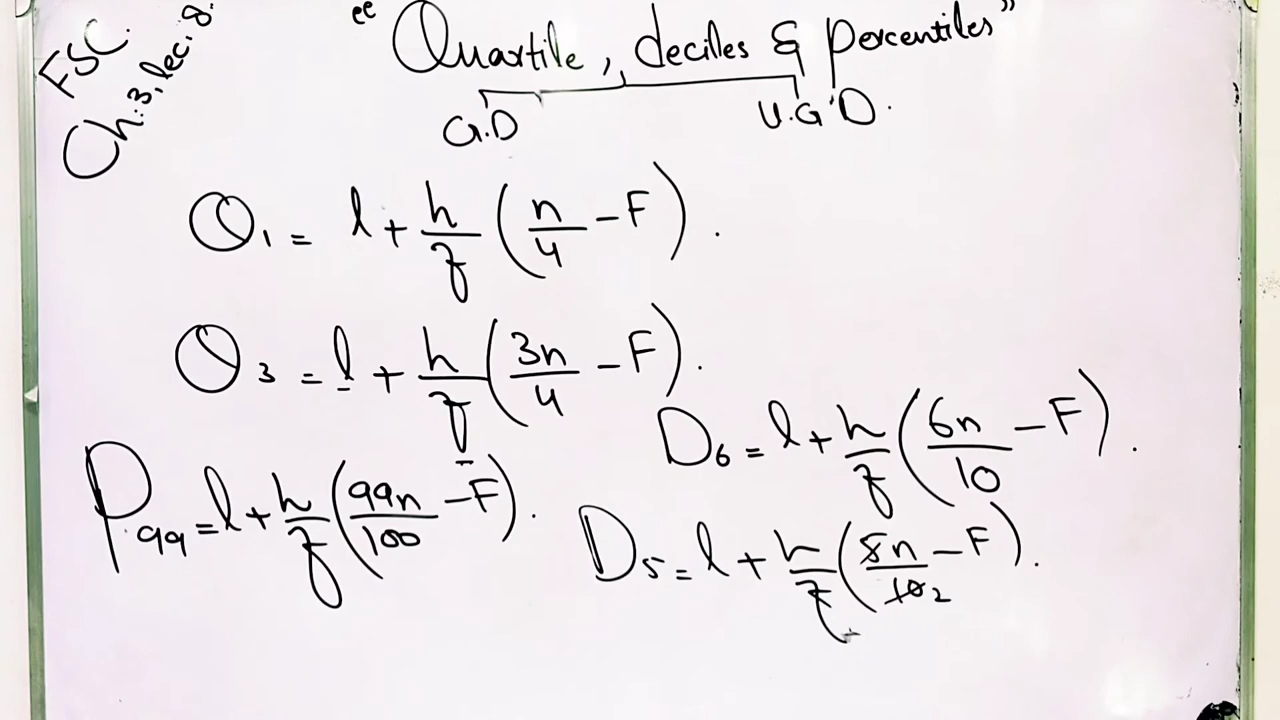 FSC.
Ch:3, lec:8.
“Quartile, deciles & percentiles”
G.D
U.G.D.
Q₁ = l + h/f (n/4 − F).
Q₃ = l + h/f (3n/4 − F).
D₆ = l + h/f (6n/10 − F).
P₉₉ = l + h/f (99n/100 − F).
D₅ = l + h/f (5n/10 2 − F).